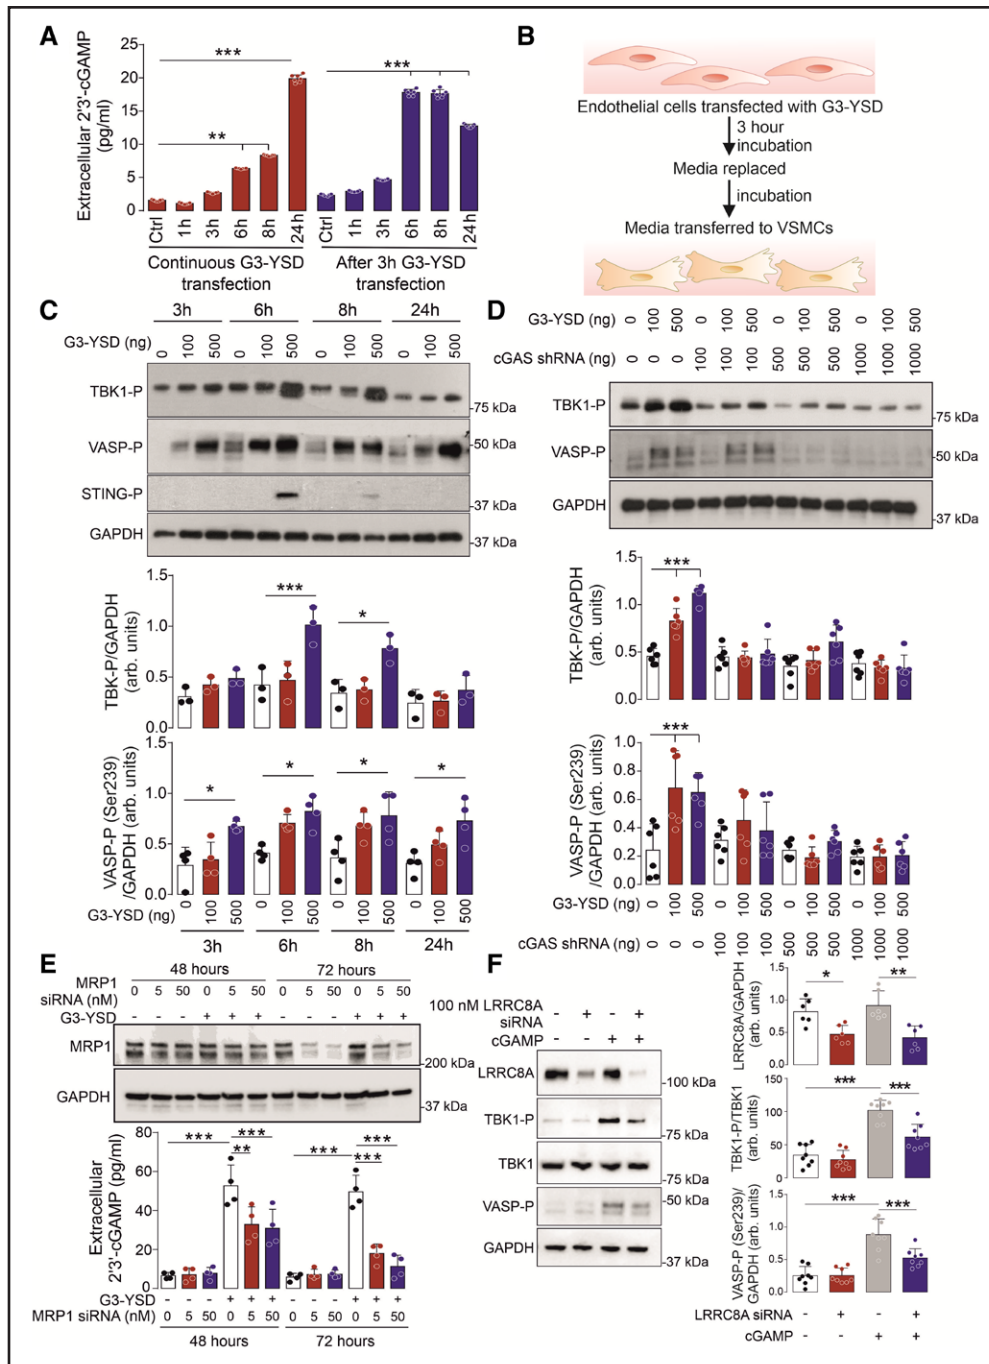 A
Extracellular 2'3'-cGAMP
(pg/ml)
25
20
15
10
5
0
***
**
***
Ctrl
1h
3h
6h
8h
24h
Ctrl
1h
3h
6h
8h
24h
Continuous G3-YSD
transfection
After 3h G3-YSD
transfection
B
Endothelial cells transfected with G3-YSD
3 hour
incubation
Media replaced
incubation
Media transferred to VSMCs
C
3h 6h 8h 24h
G3-YSD (ng) 0 100 500 0 100 500 0 100 500 0 100 500
TBK1-P
-75 kDa
VASP-P
-50 kDa
STING-P
-37 kDa
GAPDH
-37 kDa
TBK-P/GAPDH
(arb. units)
1.5
1.0
0.5
0.0
*** *
VASP-P (Ser239)
/GAPDH (arb. units)
1.5
1.0
0.5
0.0
* * * *
G3-YSD (ng) 0 100 500 0 100 500 0 100 500 0 100 500
3h 6h 8h 24h
D
G3-YSD (ng) 0 100 500 0 100 500 0 100 500 0 100 500
cGAS shRNA (ng) 0 0 0 100 100 100 500 500 500 1000 1000 1000
TBK1-P
-75 kDa
VASP-P
-50 kDa
GAPDH
-37 kDa
TBK-P/GAPDH
(arb. units)
1.5
1.0
0.5
0.0
***
VASP-P (Ser239)
/GAPDH (arb. units)
1.0
0.8
0.6
0.4
0.2
0.0
***
G3-YSD (ng) 0 100 500 0 100 500 0 100 500 0 100 500
cGAS shRNA (ng) 0 0 0 100 100 100 500 500 500 1000 1000 1000
E
48 hours 72 hours
MRP1
siRNA (nM) 0 5 50 0 5 50 0 5 50 0 5 50
G3-YSD - - - + + + - - - + + +
MRP1
-200 kDa
GAPDH
-37 kDa
Extracellular
2'3'-cGAMP (pg/ml)
80
60
40
20
0
*** *** ** *** *** ***
G3-YSD - - - + + + - - - + + +
MRP1 siRNA (nM) 0 5 50 0 5 50 0 5 50 0 5 50
48 hours 72 hours
F
100 nM LRRC8A
siRNA - + - +
cGAMP - - + +
LRRC8A
-100 kDa
TBK1-P
-75 kDa
TBK1
-75 kDa
VASP-P
-50 kDa
GAPDH
-37 kDa
LRRC8A/GAPDH
(arb. units)
1.5
1.0
0.5
0.0
* **
TBK1-P/TBK1
(arb. units)
150
100
50
0
*** ***
VASP-P (Ser239)/
GAPDH (arb. units)
1.5
1.0
0.5
0.0
*** ***
LRRC8A siRNA - + - +
cGAMP - - + +